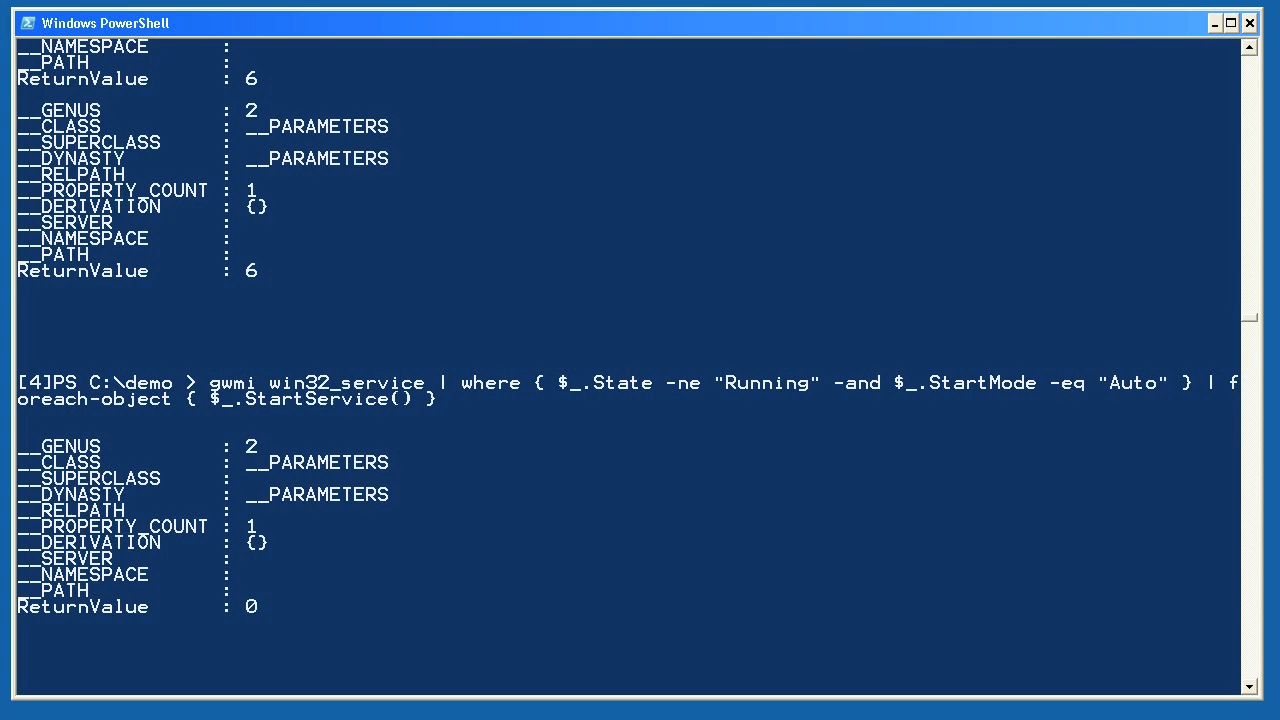 Windows PowerShell
__NAMESPACE          :
__PATH               :
ReturnValue          : 6
__GENUS              : 2
__CLASS              : __PARAMETERS
__SUPERCLASS         :
__DYNASTY            : __PARAMETERS
__RELPATH            :
__PROPERTY_COUNT     : 1
__DERIVATION         : {}
__SERVER             :
__NAMESPACE          :
__PATH               :
ReturnValue          : 6
[4]PS C:\demo > gwmi win32_service | where { $_.State -ne "Running" -and $_.StartMode -eq "Auto" } | f
oreach-object { $_.StartService() }
__GENUS              : 2
__CLASS              : __PARAMETERS
__SUPERCLASS         :
__DYNASTY            : __PARAMETERS
__RELPATH            :
__PROPERTY_COUNT     : 1
__DERIVATION         : {}
__SERVER             :
__NAMESPACE          :
__PATH               :
ReturnValue          : 0